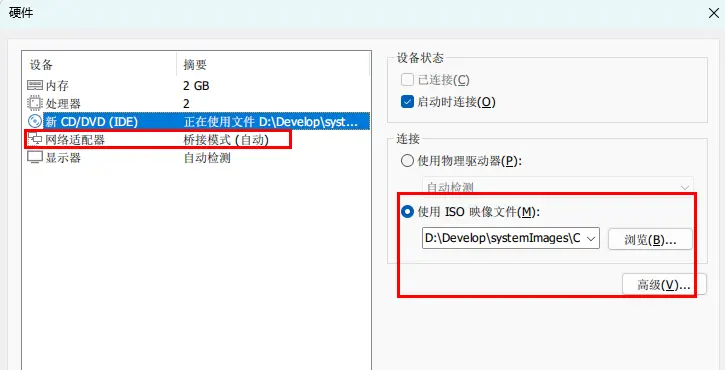 硬件
设备 摘要
内存 2 GB
处理器 2
新 CD/DVD (IDE) 正在使用文件 D:\Develop\syst...
网络适配器 桥接模式 (自动)
显示器 自动检测
设备状态
已连接(C)
启动时连接(O)
连接
使用物理驱动器(P):
自动检测
使用 ISO 映像文件(M):
D:\Develop\systemImages\C 浏览(B)...
高级(V)...